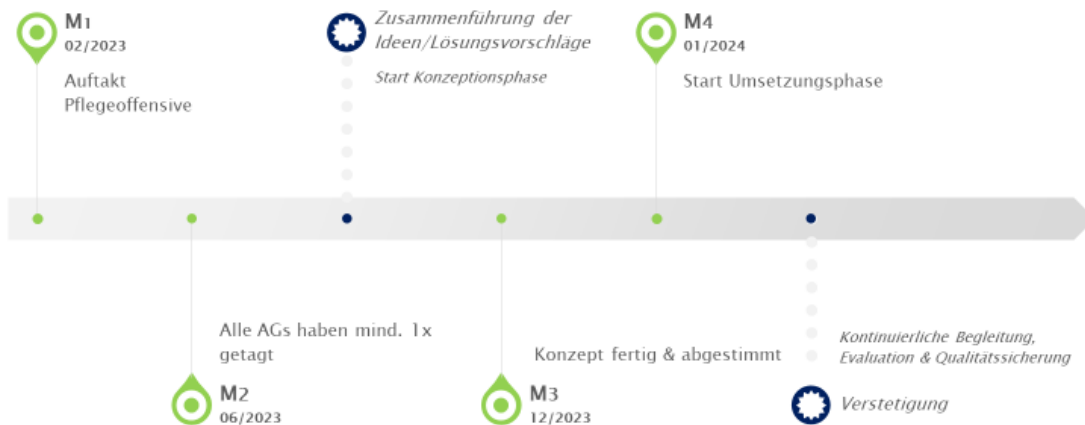 M1
02/2023
Auftakt
Pflegeoffensive
Zusammenführung der
Ideen/Lösungsvorschläge
Start Konzeptionsphase
M4
01/2024
Start Umsetzungsphase
Alle AGs haben mind. 1x
getagt
M2
06/2023
Konzept fertig & abgestimmt
M3
12/2023
Kontinuierliche Begleitung,
Evaluation & Qualitätssicherung
Verstetigung